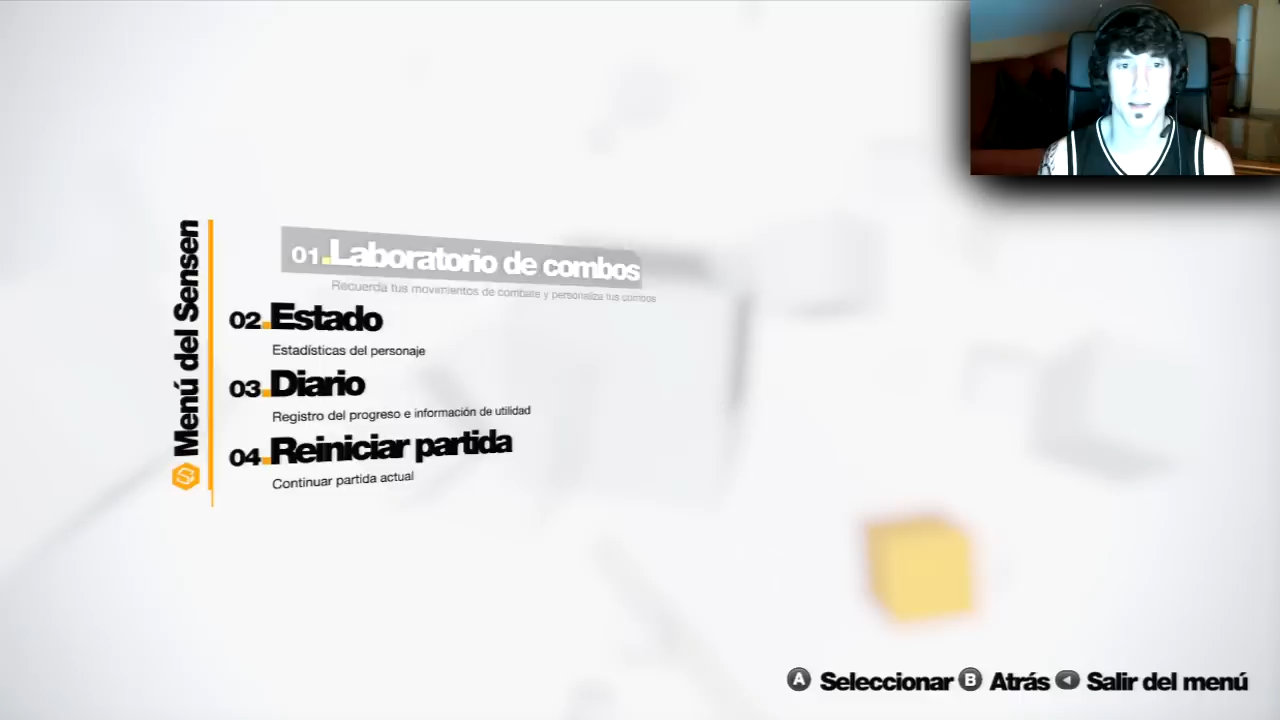 Menú del Sensen
01.Laboratorio de combos
Recuerda tus movimientos de combate y personaliza tus combos
02.Estado
Estadísticas del personaje
03.Diario
Registro del progreso e información de utilidad
04.Reiniciar partida
Continuar partida actual
A Seleccionar B Atrás Salir del menú